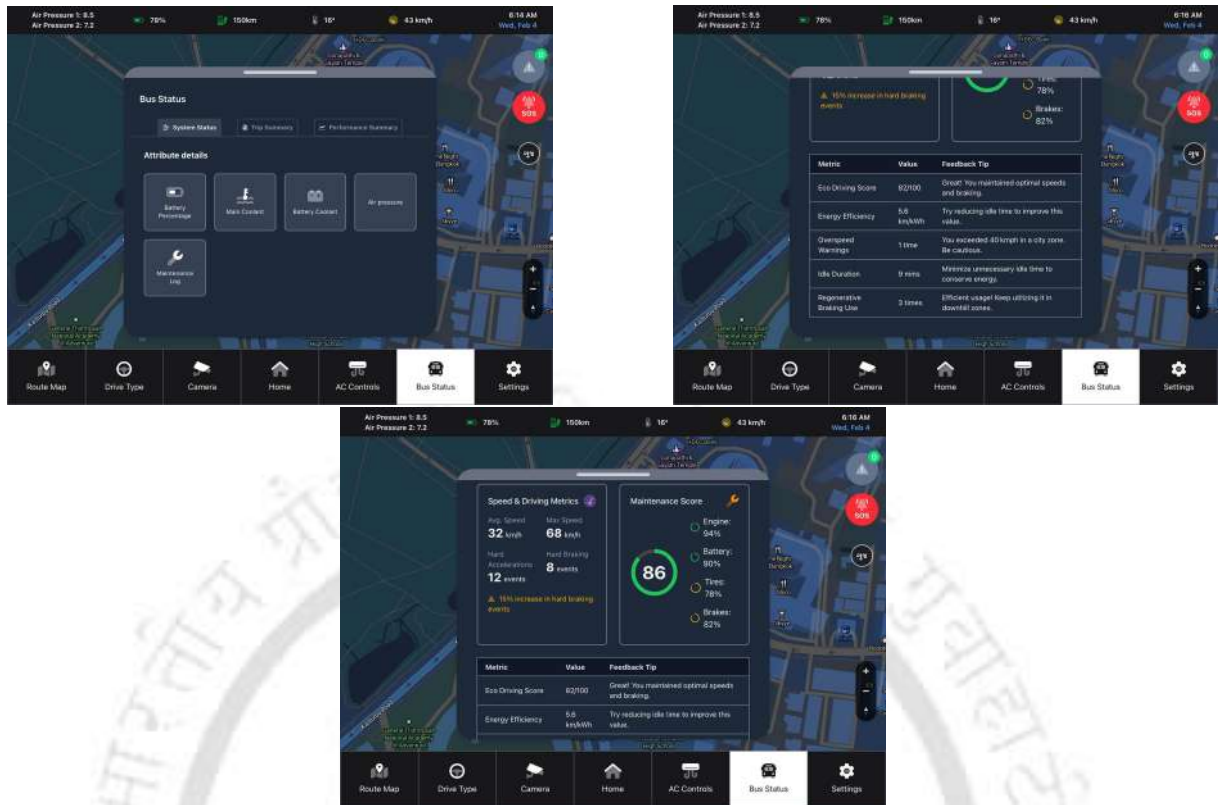 Air Pressure 1: 8.5
Air Pressure 2: 7.2
78%
150km
16°
43 km/h
6:14 AM
Wed, Feb 4
0
SOS
Bus Status
System Status
Trip Summary
Performance Summary
Attribute details
Battery
Percentage
Main Coolant
Battery Coolant
Air pressure
Maintenance
Log
Route Map
Drive Type
Camera
Home
AC Controls
Bus Status
Settings
Air Pressure 1: 8.5
Air Pressure 2: 7.2
78%
150km
16°
43 km/h
6:16 AM
Wed, Feb 4
0
SOS
15% increase in hard braking
events
Tires:
78%
Brakes:
82%
Metric Value Feedback Tip
Eco Driving Score 82/100 Great! You maintained optimal speeds
and braking.
Energy Efficiency 5.6
km/kWh Try reducing idle time to improve this
value.
Overspeed
Warnings 1 time You exceeded 40 kmph in a city zone.
Be cautious.
Idle Duration 9 mins Minimize unnecessary idle time to
conserve energy.
Regenerative
Braking Use 3 times Efficient usage! Keep utilizing it in
downhill zones.
Route Map
Drive Type
Camera
Home
AC Controls
Bus Status
Settings
Air Pressure 1: 8.5
Air Pressure 2: 7.2
78%
150km
16°
43 km/h
6:16 AM
Wed, Feb 4
0
SOS
Speed & Driving Metrics
Avg. Speed Max Speed
32 km/h 68 km/h
Hard
Accelerations Hard Braking
12 events 8 events
15% increase in hard braking
events
Maintenance Score
86
Engine:
94%
Battery:
90%
Tires:
78%
Brakes:
82%
Metric Value Feedback Tip
Eco Driving Score 82/100 Great! You maintained optimal speeds
and braking.
Energy Efficiency 5.6
km/kWh Try reducing idle time to improve this
value.
Route Map
Drive Type
Camera
Home
AC Controls
Bus Status
Settings